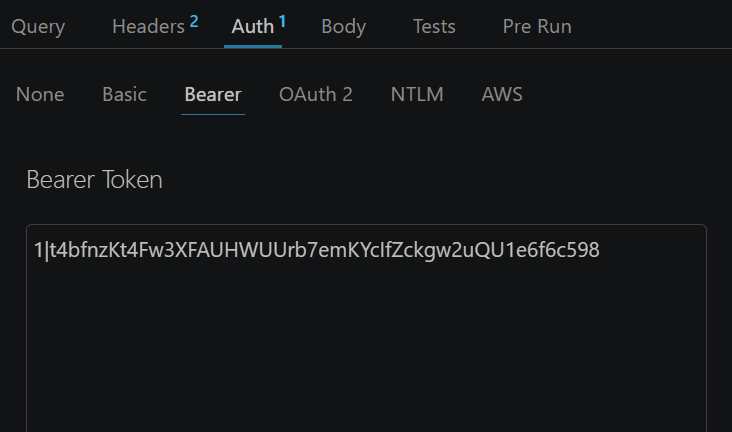 Query Headers 2 Auth 1 Body Tests Pre Run
None Basic Bearer OAuth 2 NTLM AWS
Bearer Token
1|t4bfnzKt4Fw3XFAUHWUUrb7emKYcIfZckgw2uQU1e6f6c598